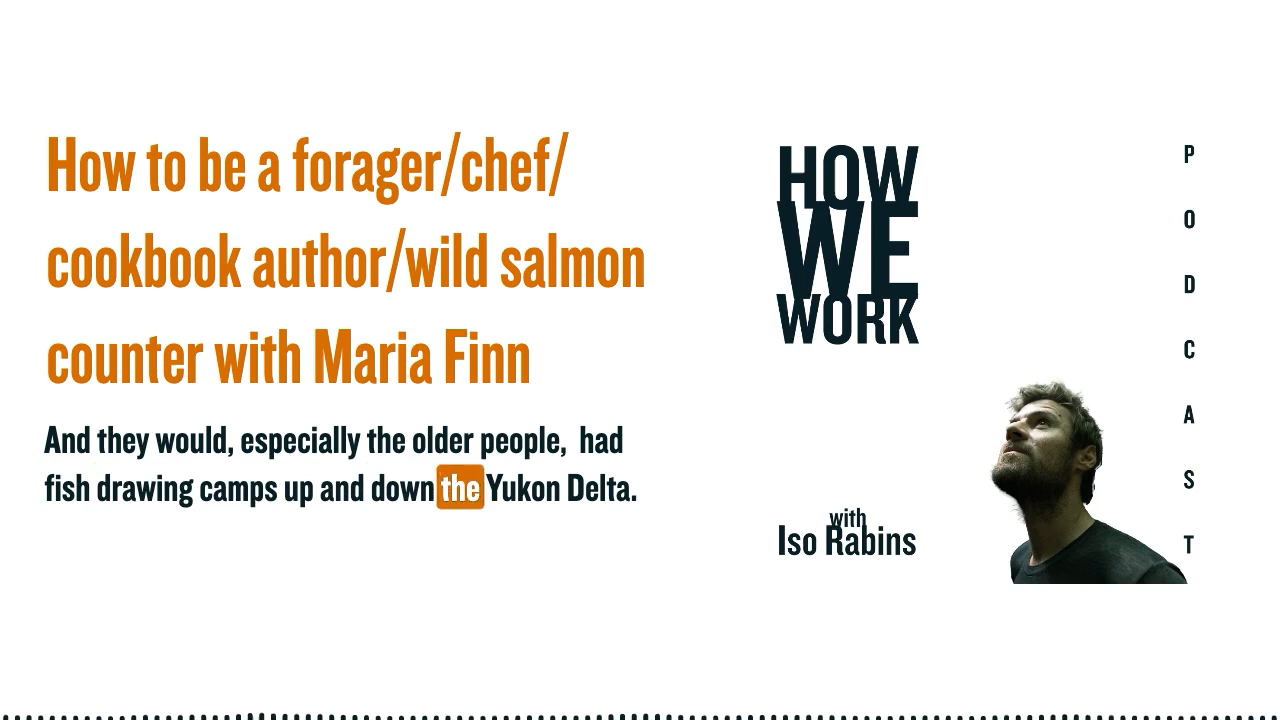 How to be a forager/chef/
cookbook author/wild salmon
counter with Maria Finn
And they would, especially the older people, had
fish drawing camps up and down the Yukon Delta.
HOW
WE
WORK
with
Iso Rabins
P
O
D
C
A
S
T